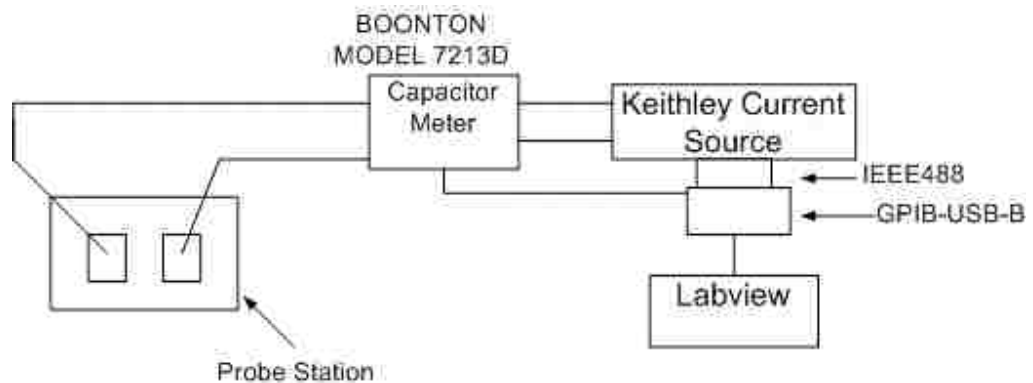 BOONTON
MODEL 7213D
Capacitor
Meter
Keithley Current
Source
IEEE488
GPIB-USB-B
Labview
Probe Station